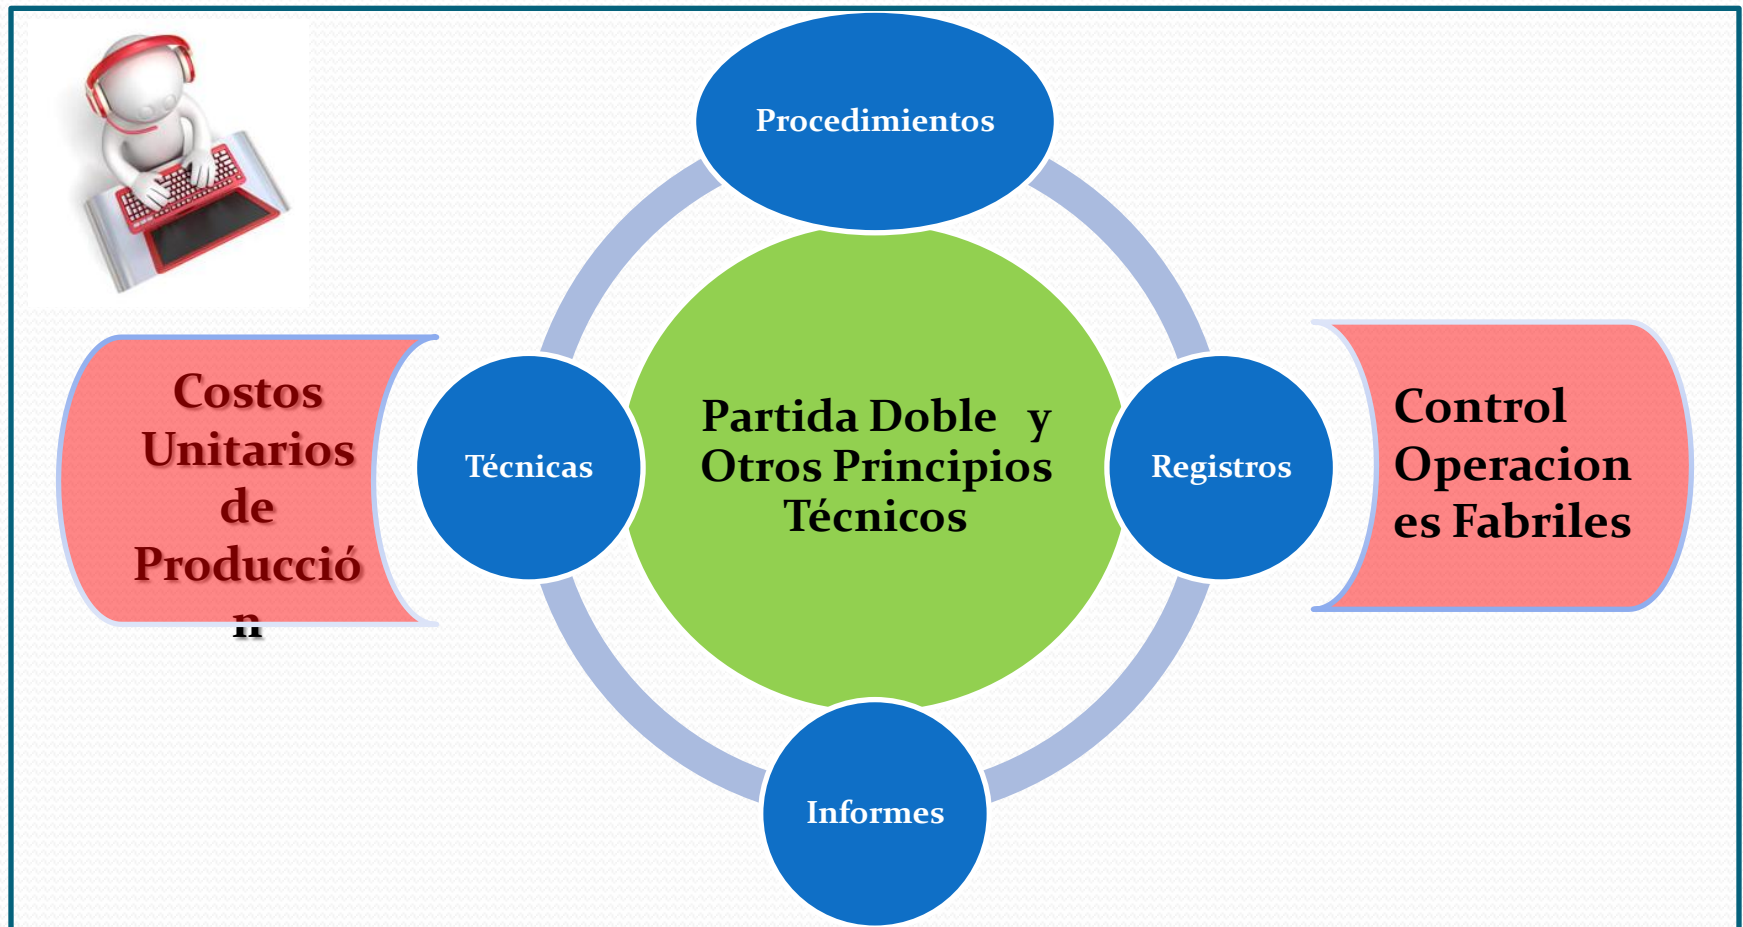 Procedimientos
Costos
Unitarios
de
Producció
n
Técnicas
Partida Doble y
Otros Principios
Técnicos
Registros
Control
Operacion
es Fabriles
Informes